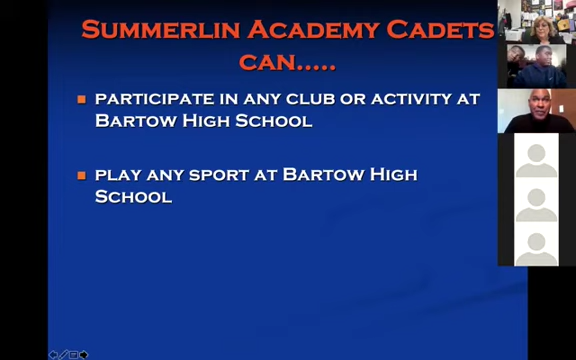 SUMMERLIN ACADEMY CADETS
CAN.....
PARTICIPATE IN ANY CLUB OR ACTIVITY AT
BARTOW HIGH SCHOOL
PLAY ANY SPORT AT BARTOW HIGH
SCHOOL